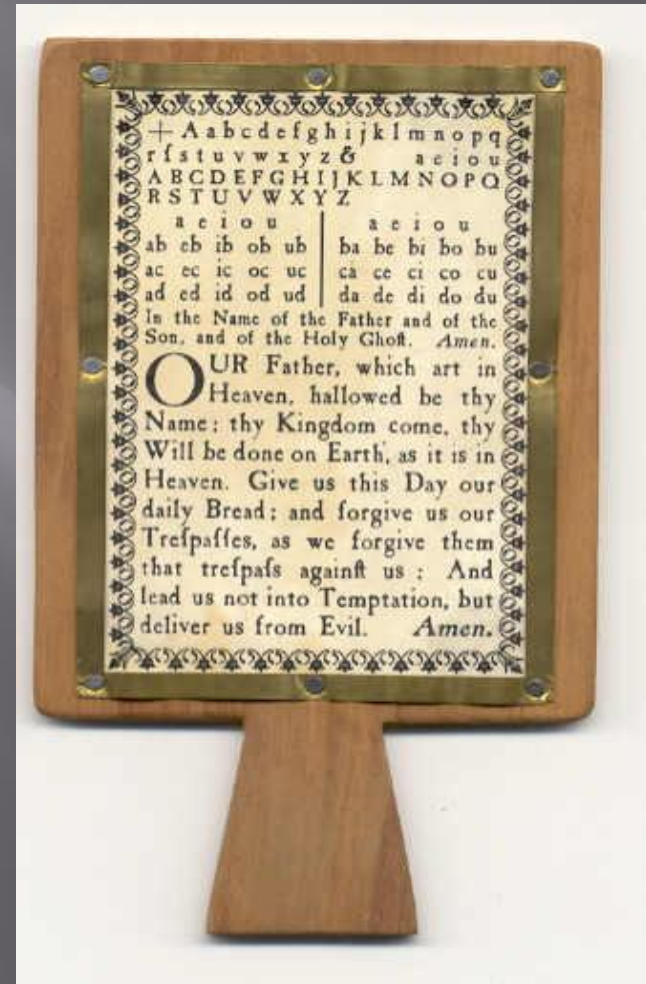 + Aabcdefghijklmnopq
rſstuvwxyz& aeiou
ABCDEFGHIJKLMNOPQ
RSTUVWXYZ
a e i o u a e i o u
ab eb ib ob ub ba be bi bo bu
ac ec ic oc uc ca ce ci co cu
ad ed id od ud da de di do du
In the Name of the Father and of the
Son, and of the Holy Ghoſt. Amen.
OUR Father, which art in
Heaven, hallowed be thy
Name; thy Kingdom come, thy
Will be done on Earth, as it is in
Heaven. Give us this Day our
daily Bread; and forgive us our
Treſpaſſes, as we forgive them
that treſpaſs againſt us : And
lead us not into Temptation, but
deliver us from Evil. Amen.